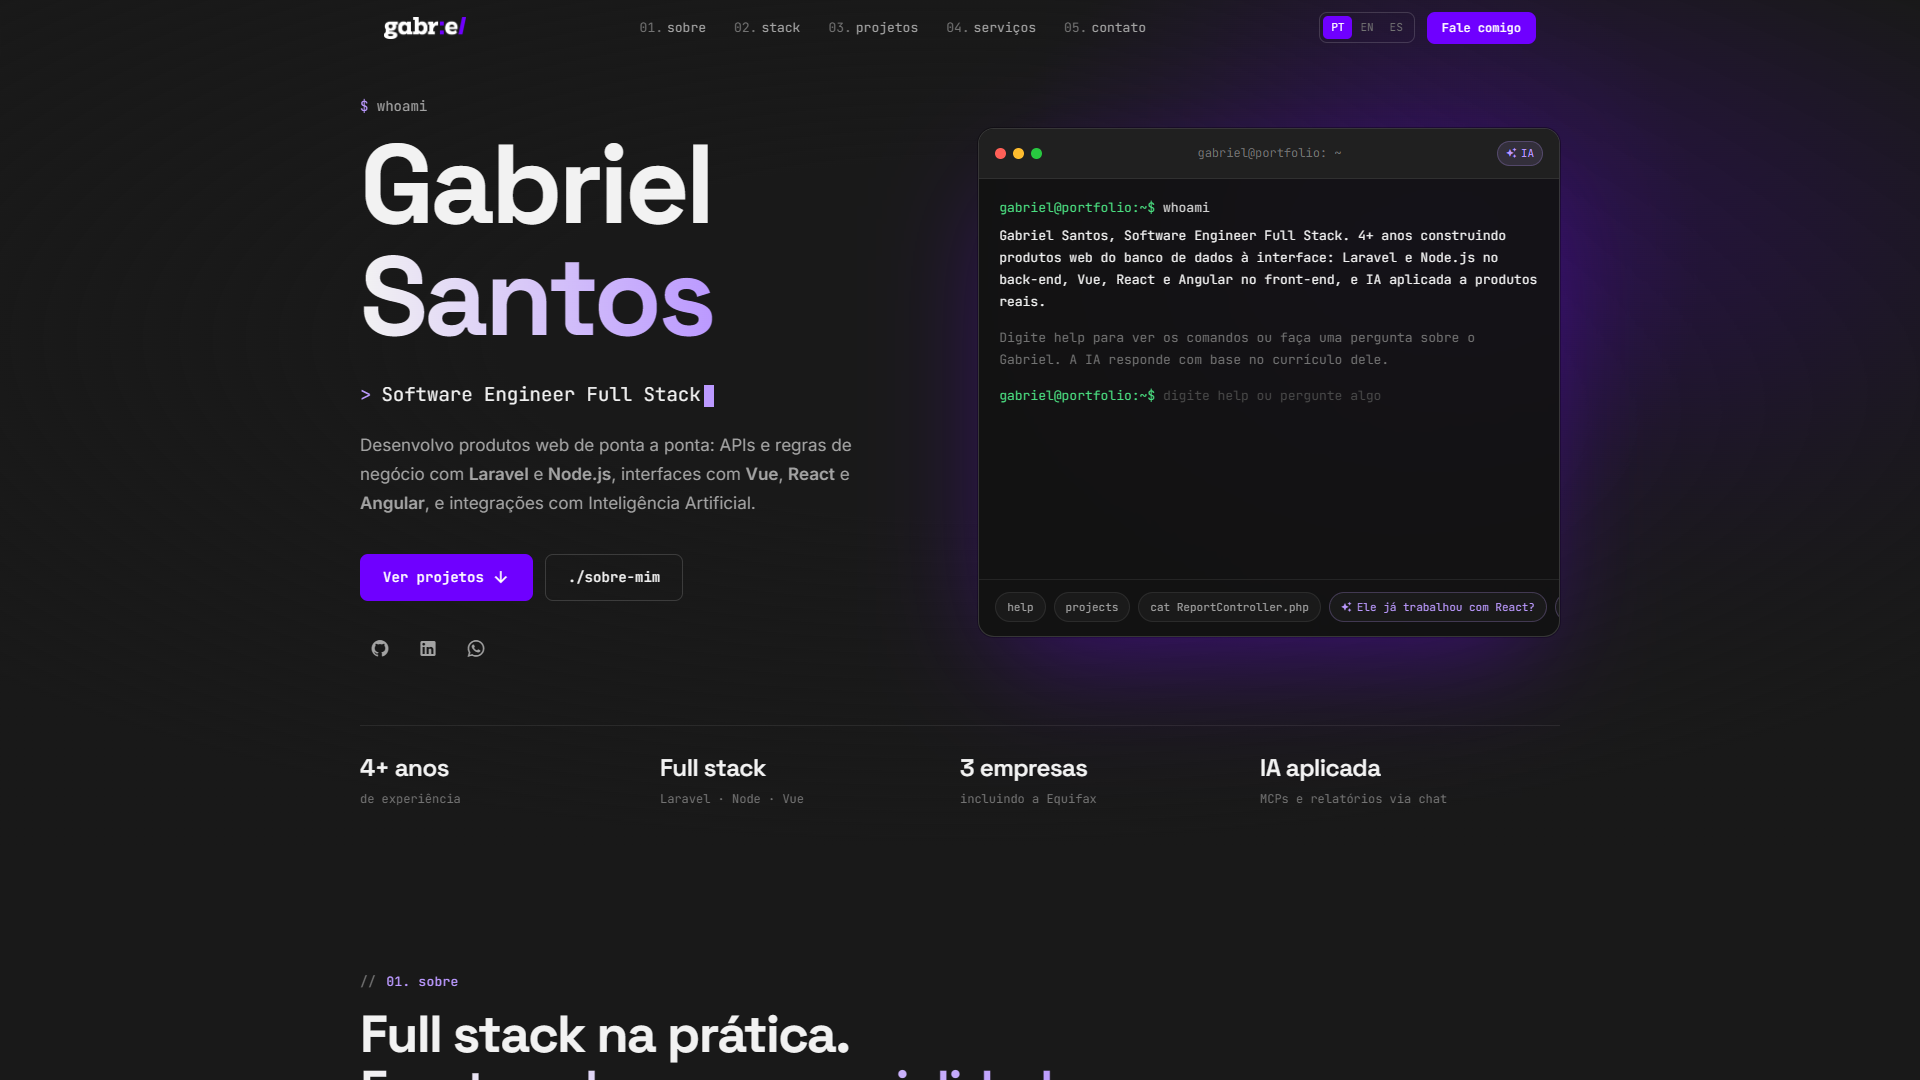 gabr:e/
01. sobre
02. stack
03. projetos
04. serviços
05. contato
PT EN ES
Fale comigo
$ whoami
Gabriel
Santos
> Software Engineer Full Stack
Desenvolvo produtos web de ponta a ponta: APIs e regras de
negócio com Laravel e Node.js, interfaces com Vue, React e
Angular, e integrações com Inteligência Artificial.
Ver projetos ↓
./sobre-mim
gabriel@portfolio: ~
IA
gabriel@portfolio:~$ whoami
Gabriel Santos, Software Engineer Full Stack. 4+ anos construindo
produtos web do banco de dados à interface: Laravel e Node.js no
back-end, Vue, React e Angular no front-end, e IA aplicada a produtos
reais.
Digite help para ver os comandos ou faça uma pergunta sobre o
Gabriel. A IA responde com base no currículo dele.
gabriel@portfolio:~$ digite help ou pergunte algo
help
projects
cat ReportController.php
Ele já trabalhou com React?
4+ anos
de experiência
Full stack
Laravel · Node · Vue
3 empresas
incluindo a Equifax
IA aplicada
MCPs e relatórios via chat
// 01. sobre
Full stack na prática.